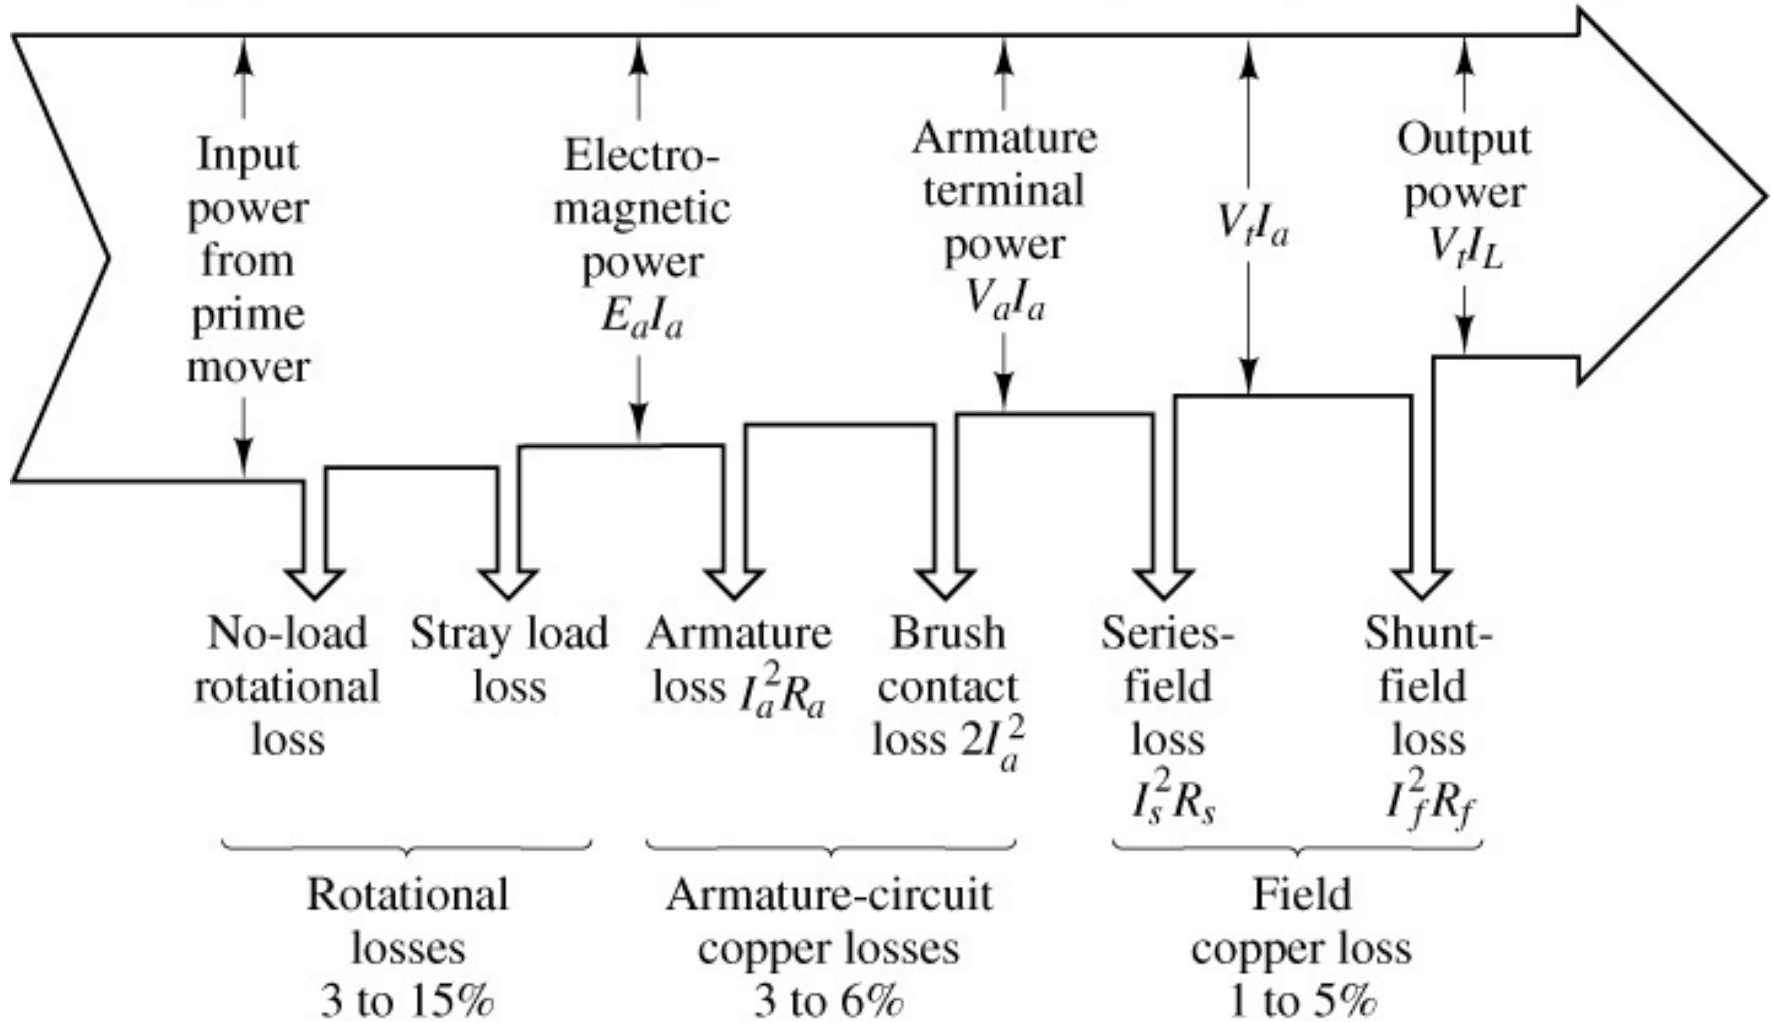 Input
power
from
prime
mover
Electro-
magnetic
power
EₐIₐ
Armature
terminal
power
VₐIₐ
VₜIₐ
Output
power
VₜI_L
No-load
rotational
loss
Stray load
loss
Armature
loss Iₐ²Rₐ
Brush
contact
loss 2Iₐ²
Series-
field
loss
Iₛ²Rₛ
Shunt-
field
loss
I_f²R_f
Rotational
losses
3 to 15%
Armature-circuit
copper losses
3 to 6%
Field
copper loss
1 to 5%